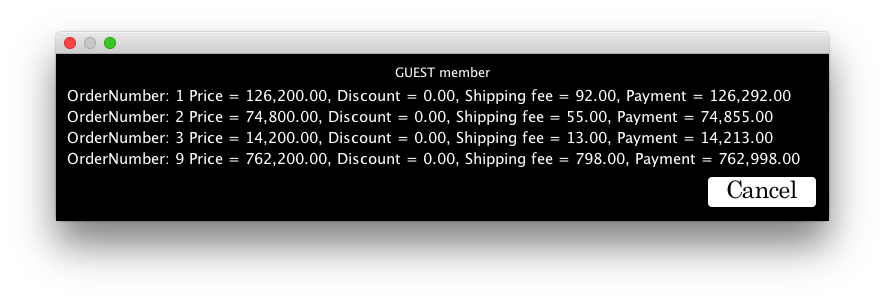 GUEST member
OrderNumber: 1 Price = 126,200.00, Discount = 0.00, Shipping fee = 92.00, Payment = 126,292.00
OrderNumber: 2 Price = 74,800.00, Discount = 0.00, Shipping fee = 55.00, Payment = 74,855.00
OrderNumber: 3 Price = 14,200.00, Discount = 0.00, Shipping fee = 13.00, Payment = 14,213.00
OrderNumber: 9 Price = 762,200.00, Discount = 0.00, Shipping fee = 798.00, Payment = 762,998.00
Cancel